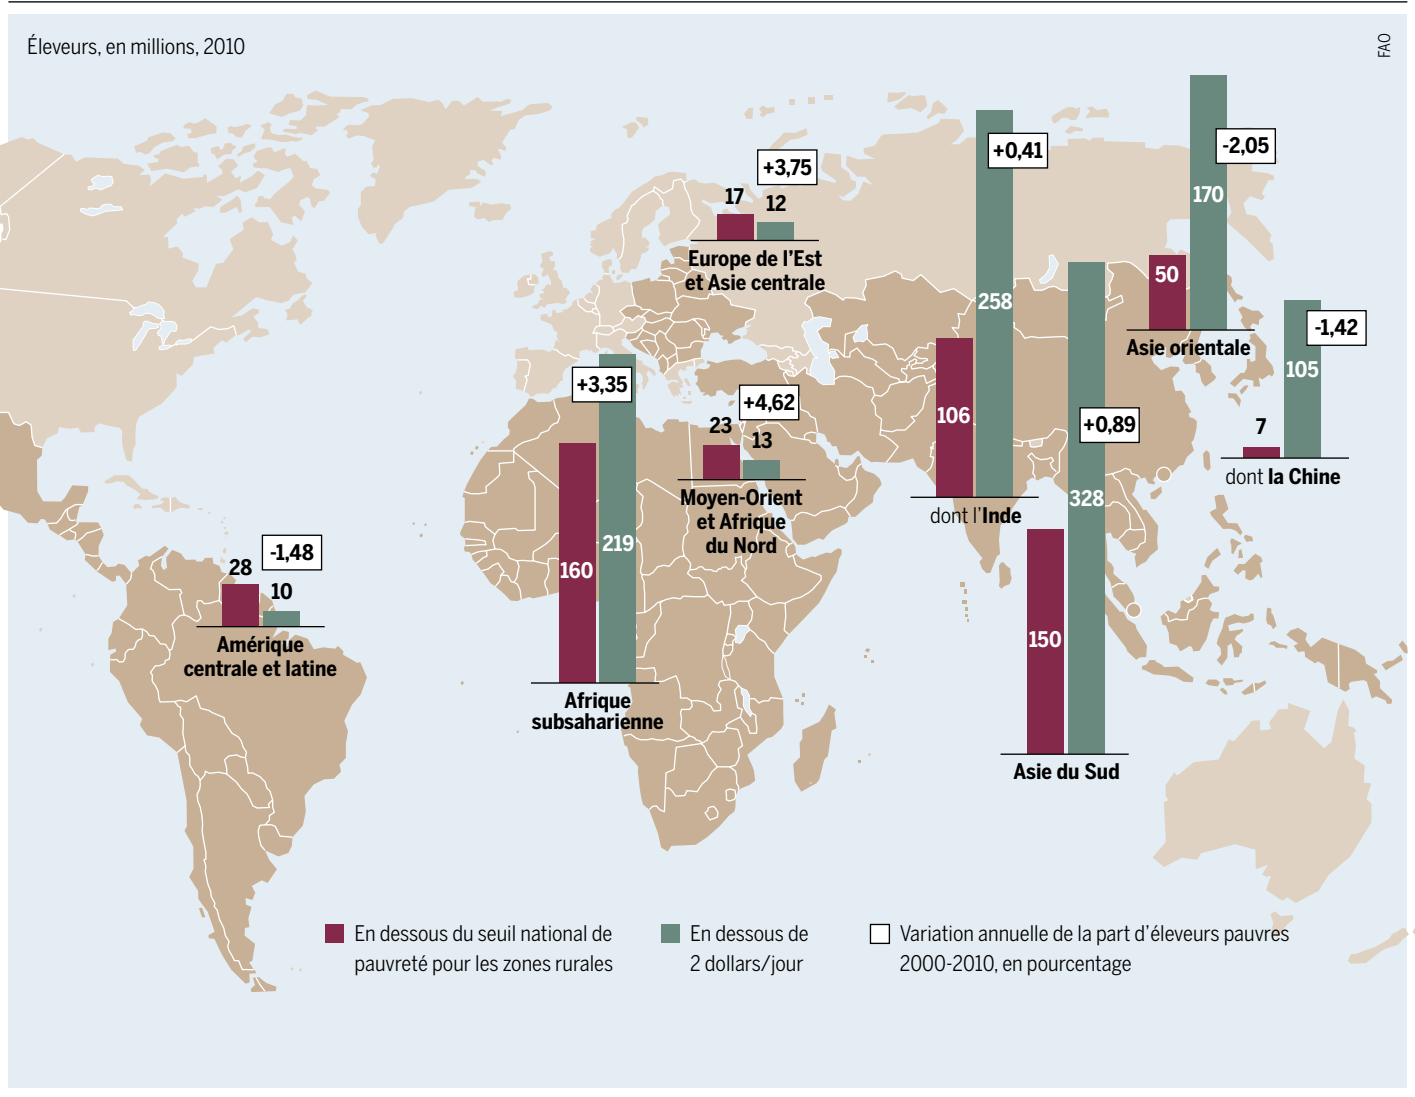 Éleveurs, en millions, 2010
FAO
+0,41
-2,05
+3,75
17
12
170
Europe de l’Est
et Asie centrale
258
50
-1,42
Asie orientale
105
+3,35
+4,62
106
+0,89
23
13
7
dont la Chine
Moyen-Orient
et Afrique
du Nord
328
dont l’Inde
219
160
-1,48
28
10
150
Amérique
centrale et latine
Afrique
subsaharienne
Asie du Sud
En dessous du seuil national de
pauvreté pour les zones rurales
En dessous de
2 dollars/jour
Variation annuelle de la part d’éleveurs pauvres
2000-2010, en pourcentage